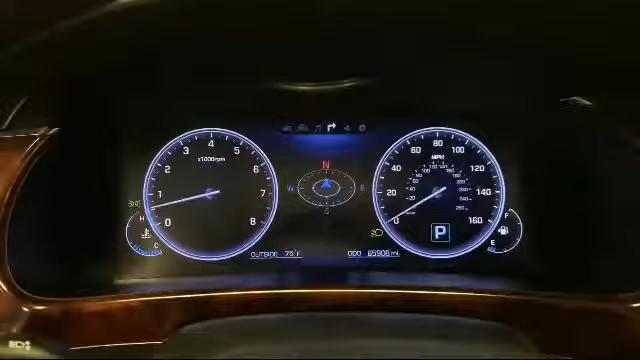 0 1 2 3 4 5 6 7 8
x1000rpm
H
C
N
W E
S
OUTSIDE 75°F
ODO 65906 mi
0 20 40 60 80 100 120 140 160
MPH
P
F
E